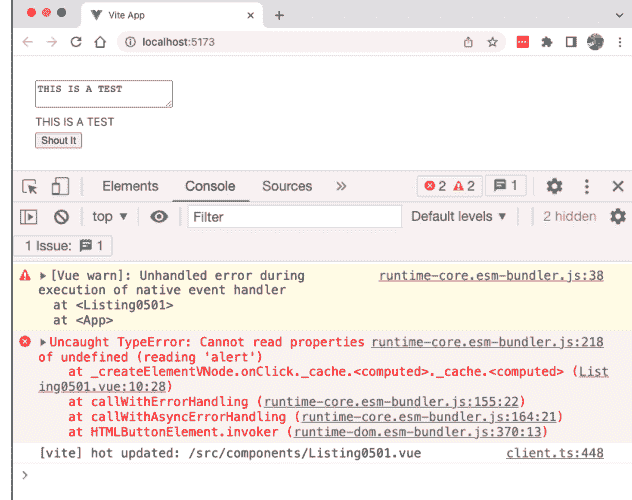 Vite App
localhost:5173
THIS IS A TEST
THIS IS A TEST
Shout It
Elements Console Sources » 2 2 1
top ▼ Filter Default levels ▼ 2 hidden
1 Issue: 1
▶[Vue warn]: Unhandled error during runtime-core.esm-bundler.js:38
execution of native event handler
at <Listing0501>
at <App>
▶Uncaught TypeError: Cannot read properties runtime-core.esm-bundler.js:218
of undefined (reading 'alert')
at _createElementVNode.onClick._cache.<computed>._cache.<computed> (List
ing0501.vue:10:28)
at callWithErrorHandling (runtime-core.esm-bundler.js:155:22)
at callWithAsyncErrorHandling (runtime-core.esm-bundler.js:164:21)
at HTMLButtonElement.invoker (runtime-dom.esm-bundler.js:370:13)
[vite] hot updated: /src/components/Listing0501.vue client.ts:448